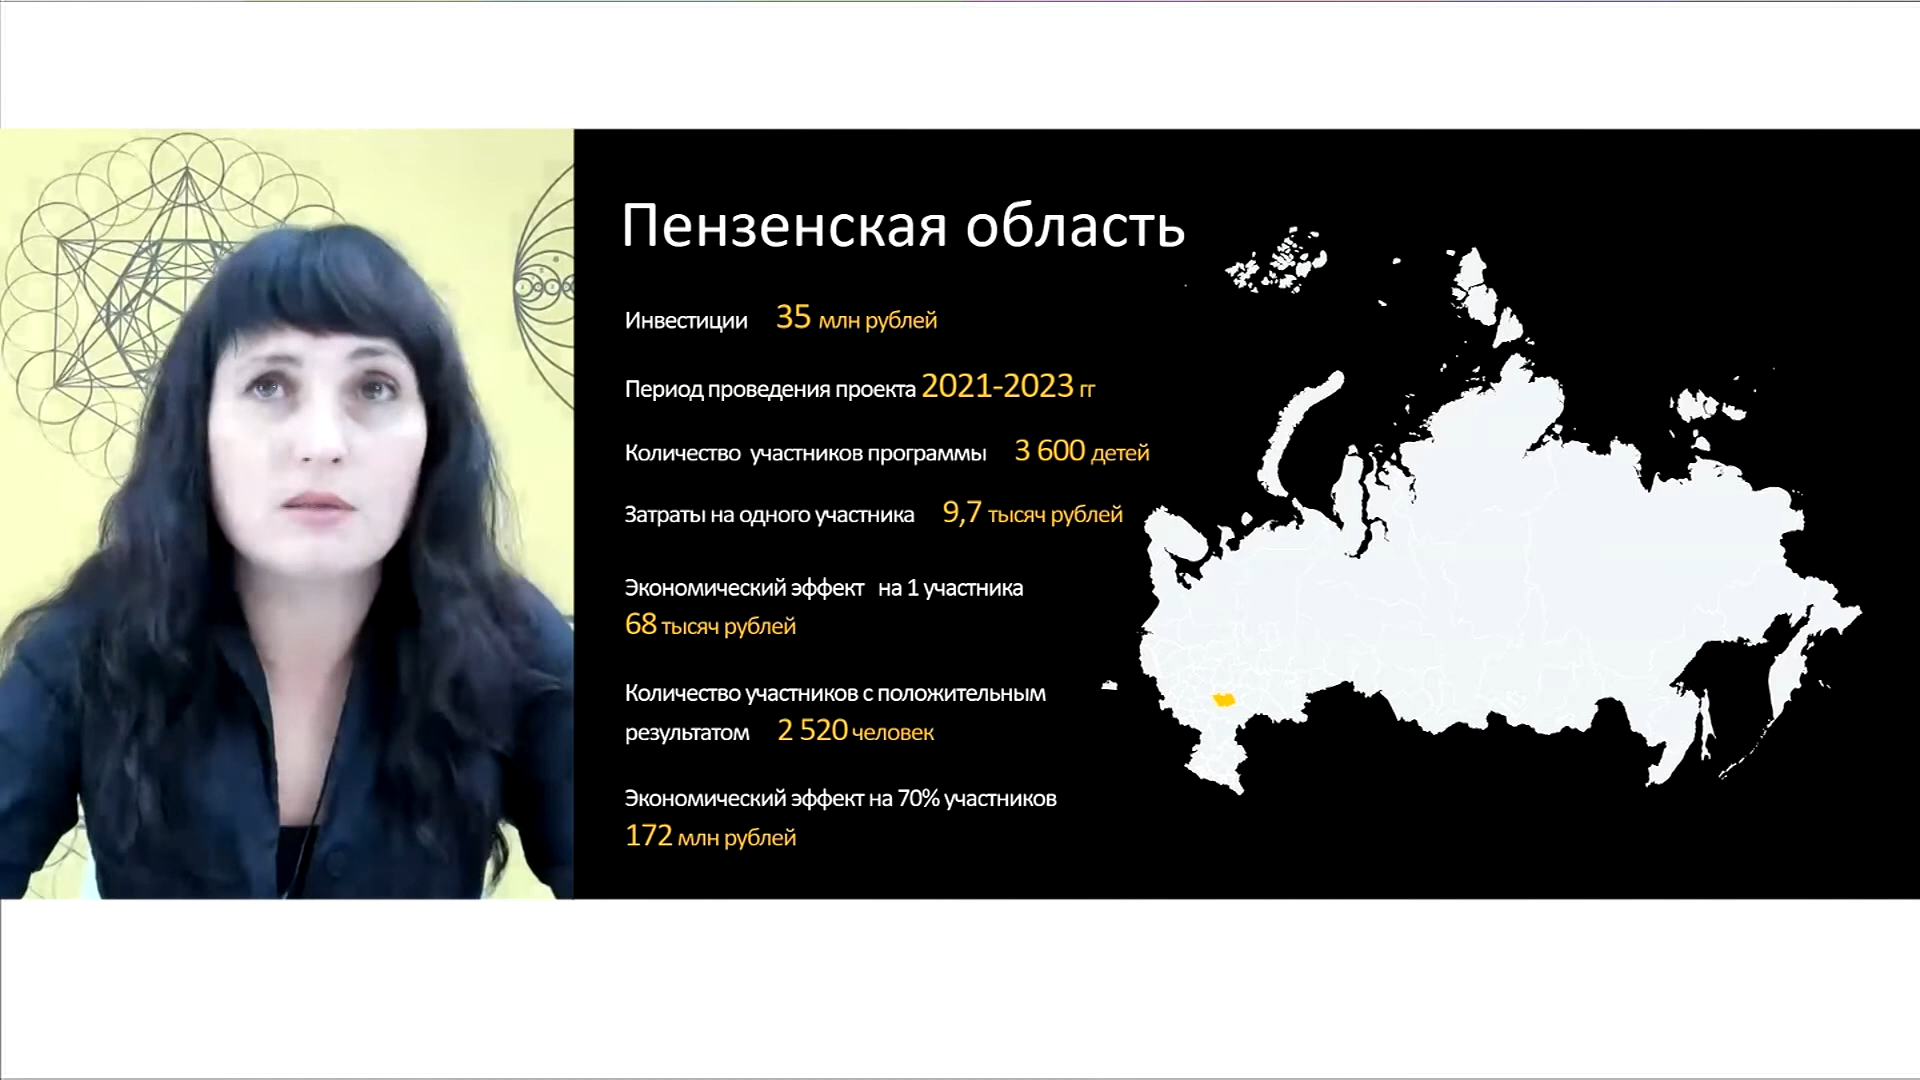 Пензенская область
Инвестиции 35 млн рублей
Период проведения проекта 2021-2023 гг
Количество участников программы 3 600 детей
Затраты на одного участника 9,7 тысяч рублей
Экономический эффект на 1 участника
68 тысяч рублей
Количество участников с положительным
результатом 2 520 человек
Экономический эффект на 70% участников
172 млн рублей